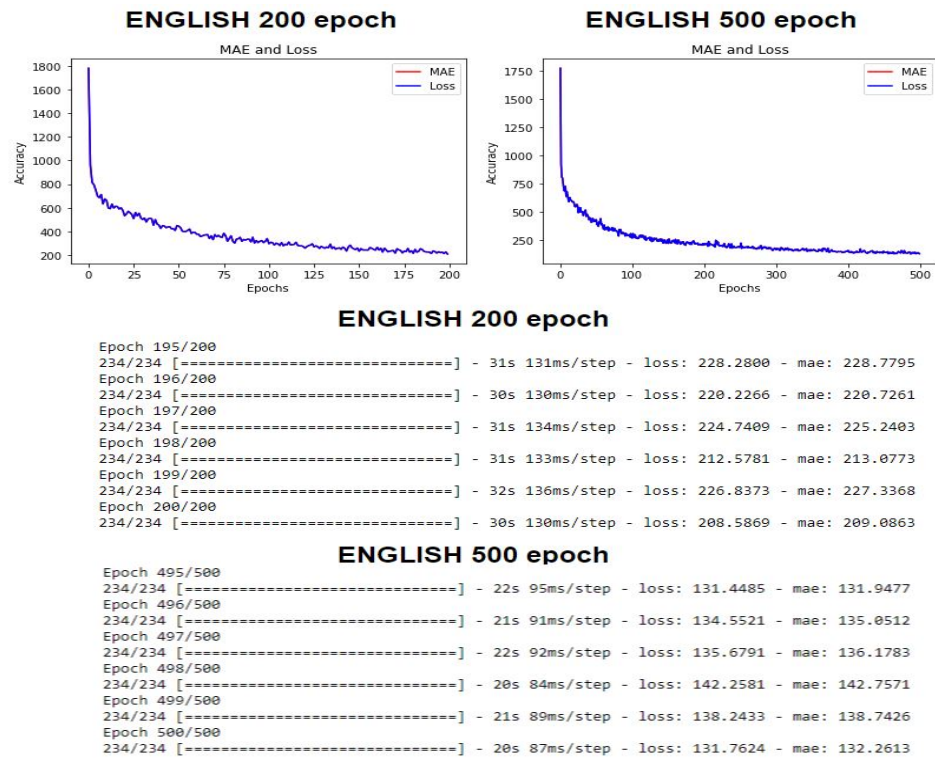 ENGLISH 200 epoch
MAE and Loss
MAE
Loss
1800
1600
1400
1200
1000
800
600
400
200
Accuracy
0 25 50 75 100 125 150 175 200
Epochs
ENGLISH 500 epoch
MAE and Loss
MAE
Loss
1750
1500
1250
1000
750
500
250
Accuracy
0 100 200 300 400 500
Epochs
ENGLISH 200 epoch
Epoch 195/200
234/234 [==============================] - 31s 131ms/step - loss: 228.2800 - mae: 228.7795
Epoch 196/200
234/234 [==============================] - 30s 130ms/step - loss: 220.2266 - mae: 220.7261
Epoch 197/200
234/234 [==============================] - 31s 134ms/step - loss: 224.7409 - mae: 225.2403
Epoch 198/200
234/234 [==============================] - 31s 133ms/step - loss: 212.5781 - mae: 213.0773
Epoch 199/200
234/234 [==============================] - 32s 136ms/step - loss: 226.8373 - mae: 227.3368
Epoch 200/200
234/234 [==============================] - 30s 130ms/step - loss: 208.5869 - mae: 209.0863
ENGLISH 500 epoch
Epoch 495/500
234/234 [==============================] - 22s 95ms/step - loss: 131.4485 - mae: 131.9477
Epoch 496/500
234/234 [==============================] - 21s 91ms/step - loss: 134.5521 - mae: 135.0512
Epoch 497/500
234/234 [==============================] - 22s 92ms/step - loss: 135.6791 - mae: 136.1783
Epoch 498/500
234/234 [==============================] - 20s 84ms/step - loss: 142.2581 - mae: 142.7571
Epoch 499/500
234/234 [==============================] - 21s 89ms/step - loss: 138.2433 - mae: 138.7426
Epoch 500/500
234/234 [==============================] - 20s 87ms/step - loss: 131.7624 - mae: 132.2613